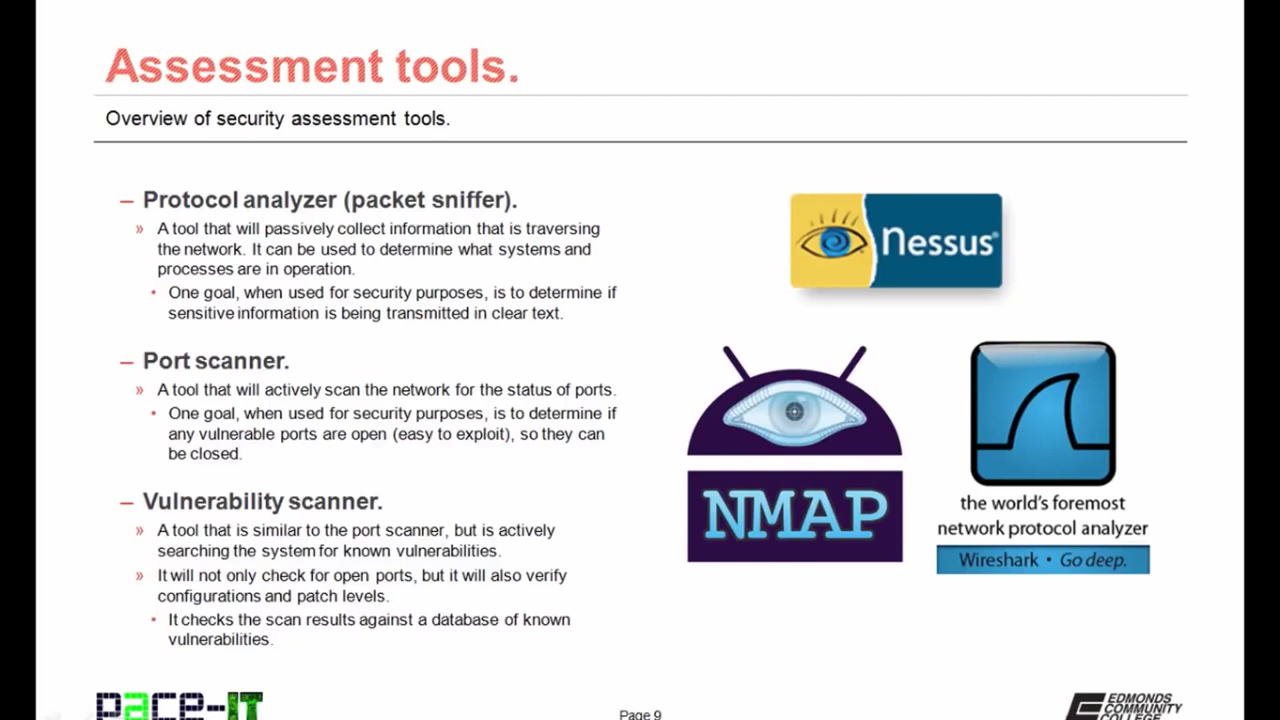 Assessment tools.
Overview of security assessment tools.
– Protocol analyzer (packet sniffer).
» A tool that will passively collect information that is traversing
the network. It can be used to determine what systems and
processes are in operation.
• One goal, when used for security purposes, is to determine if
sensitive information is being transmitted in clear text.
– Port scanner.
» A tool that will actively scan the network for the status of ports.
• One goal, when used for security purposes, is to determine if
any vulnerable ports are open (easy to exploit), so they can
be closed.
– Vulnerability scanner.
» A tool that is similar to the port scanner, but is actively
searching the system for known vulnerabilities.
» It will not only check for open ports, but it will also verify
configurations and patch levels.
• It checks the scan results against a database of known
vulnerabilities.
nessus®
NMAP
the world's foremost
network protocol analyzer
Wireshark • Go deep.
pace-IT
Page 9
EDMONDS
COMMUNITY
COLLEGE